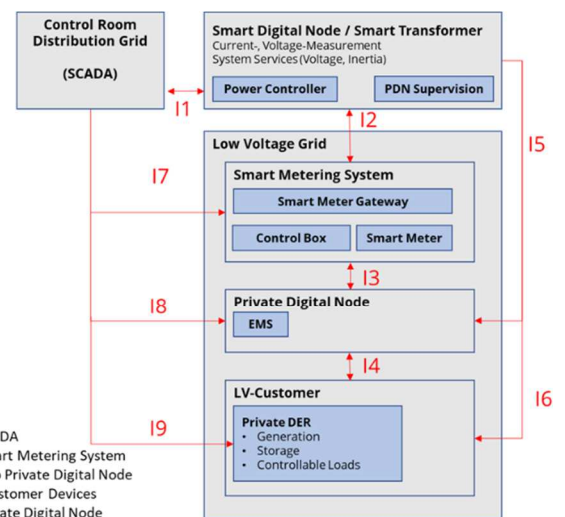 Control Room
Distribution Grid
(SCADA)
Smart Digital Node / Smart Transformer
Current-, Voltage-Measurement
System Services (Voltage, Inertia)
Power Controller
PDN Supervision
I1
I2
I5
Low Voltage Grid
Smart Metering System
Smart Meter Gateway
Control Box
Smart Meter
I7
I3
Private Digital Node
EMS
I8
I4
LV-Customer
Private DER
• Generation
• Storage
• Controllable Loads
I6
I9
DA
Metering System
Private Digital Node
Devices
Digital Node